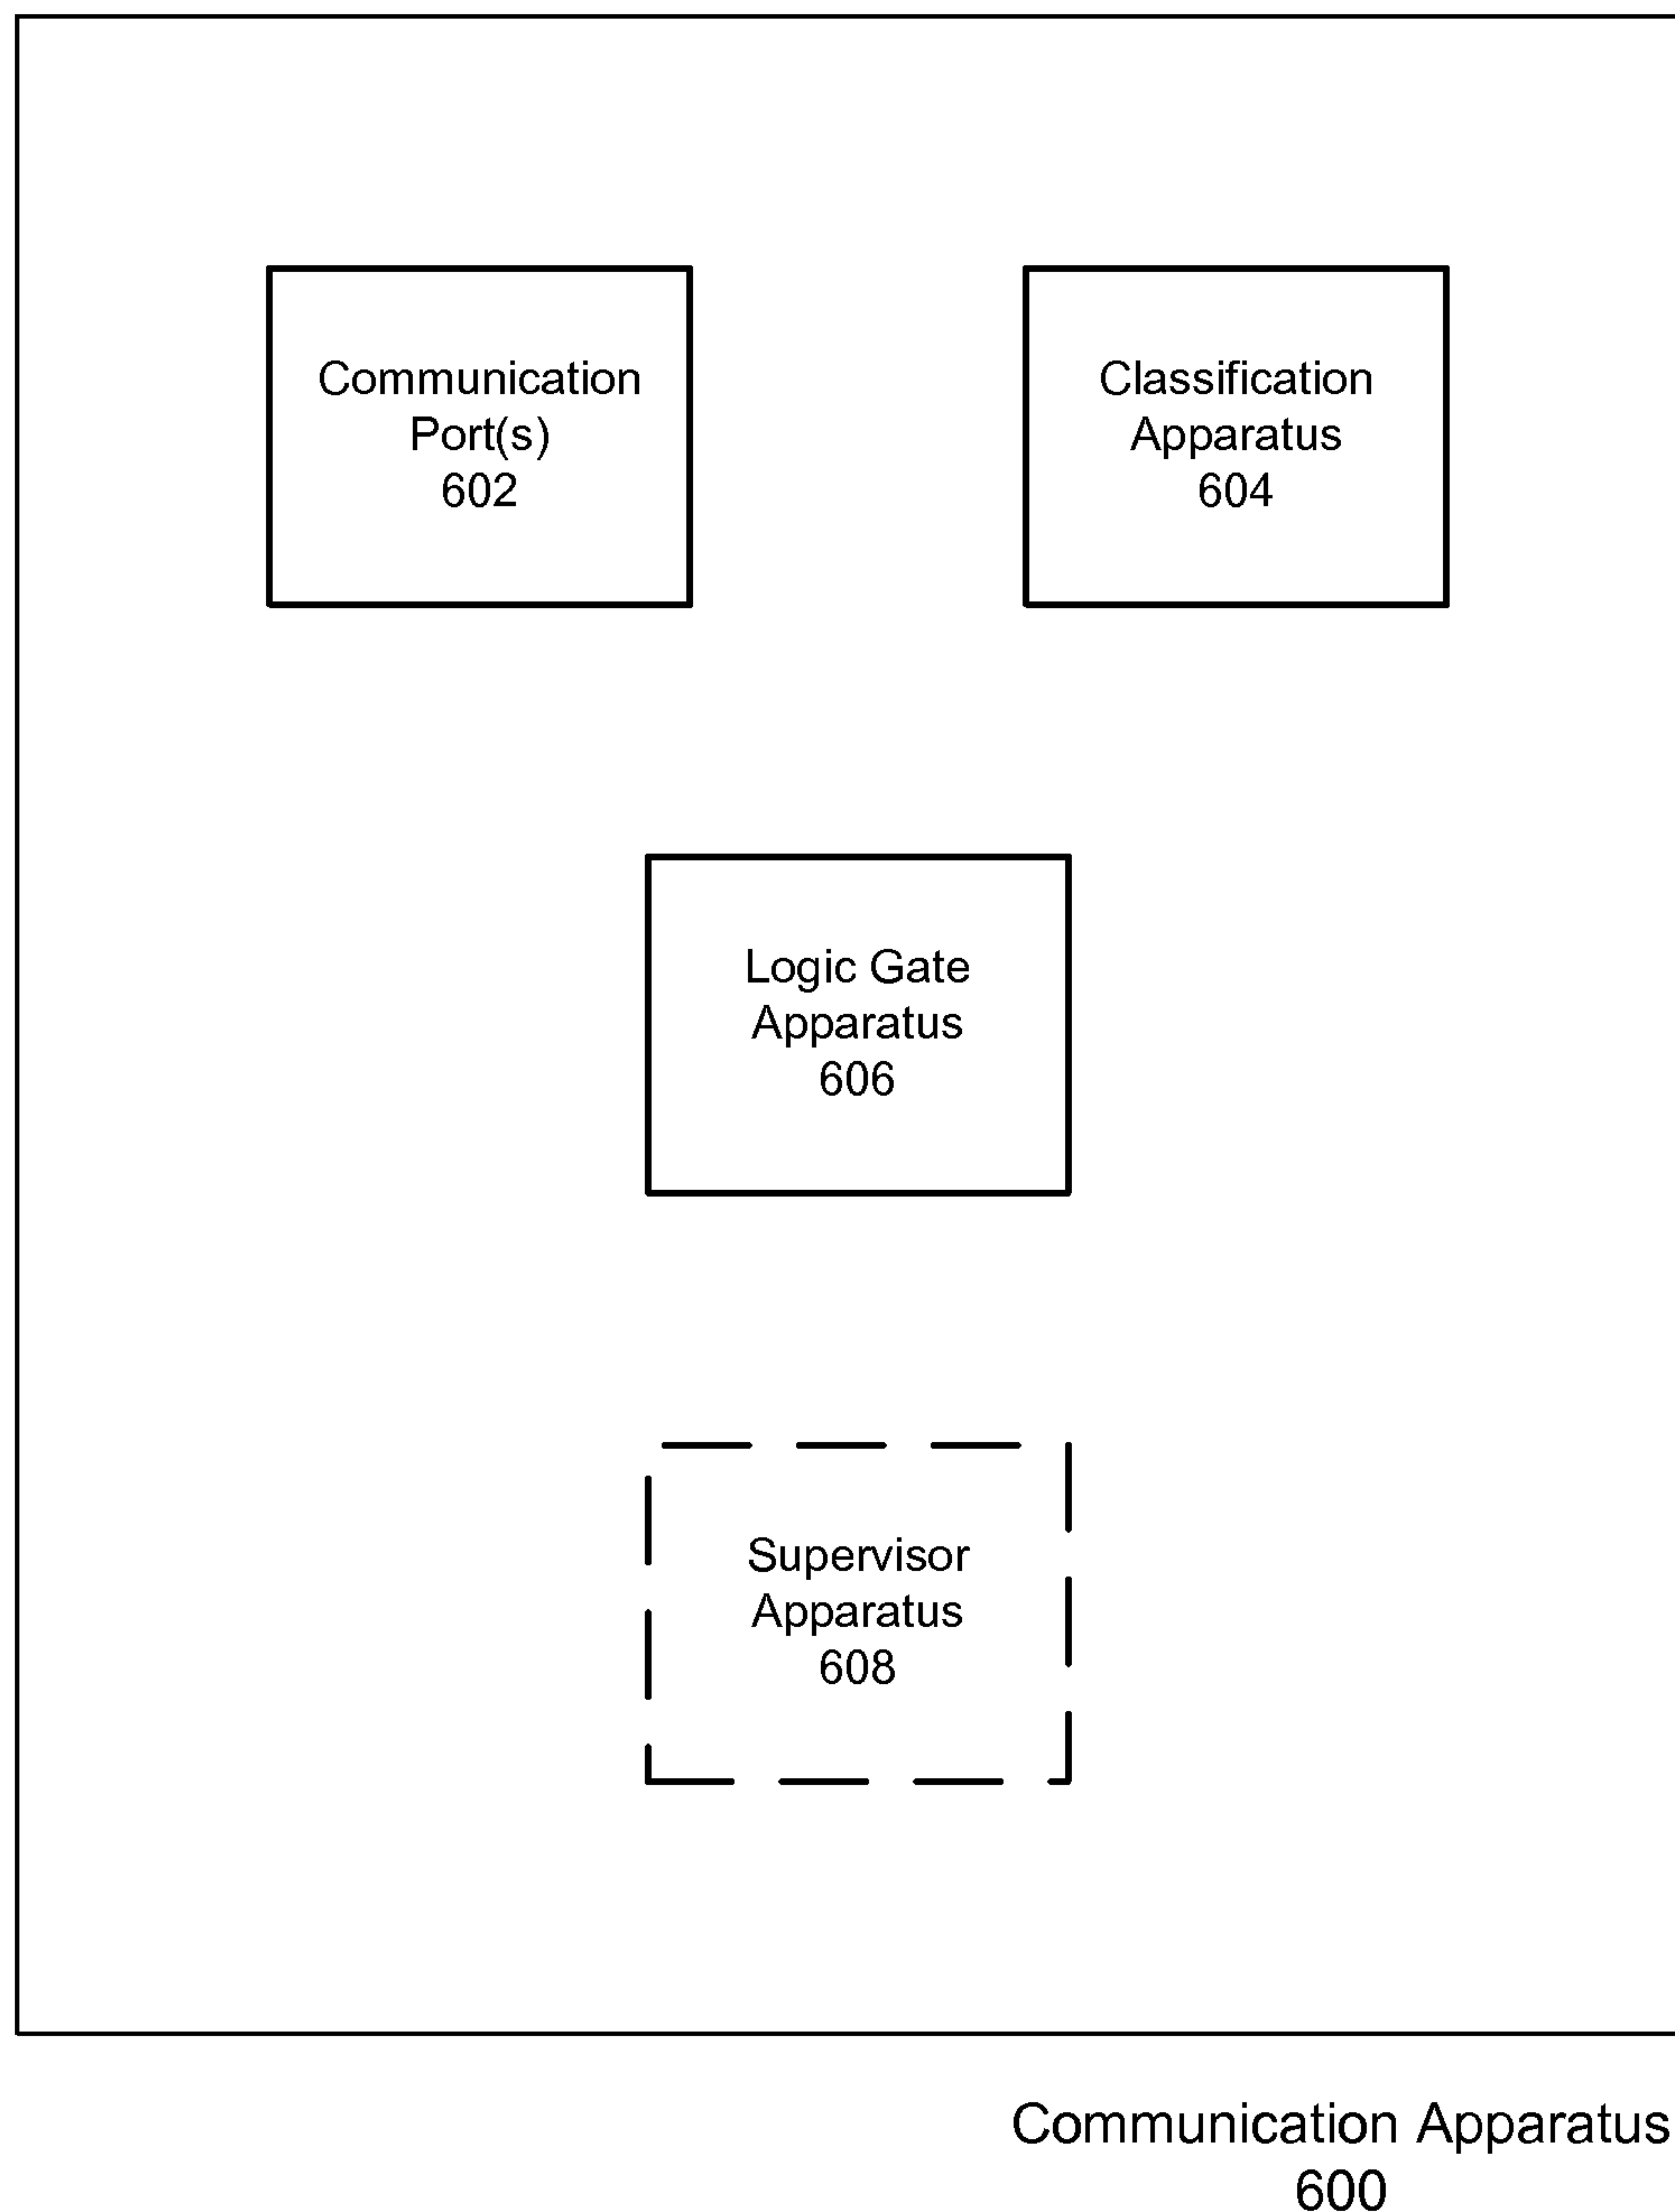 Communication
Port(s)
602
Classification
Apparatus
604
Logic Gate
Apparatus
606
Supervisor
Apparatus
608
Communication Apparatus
600